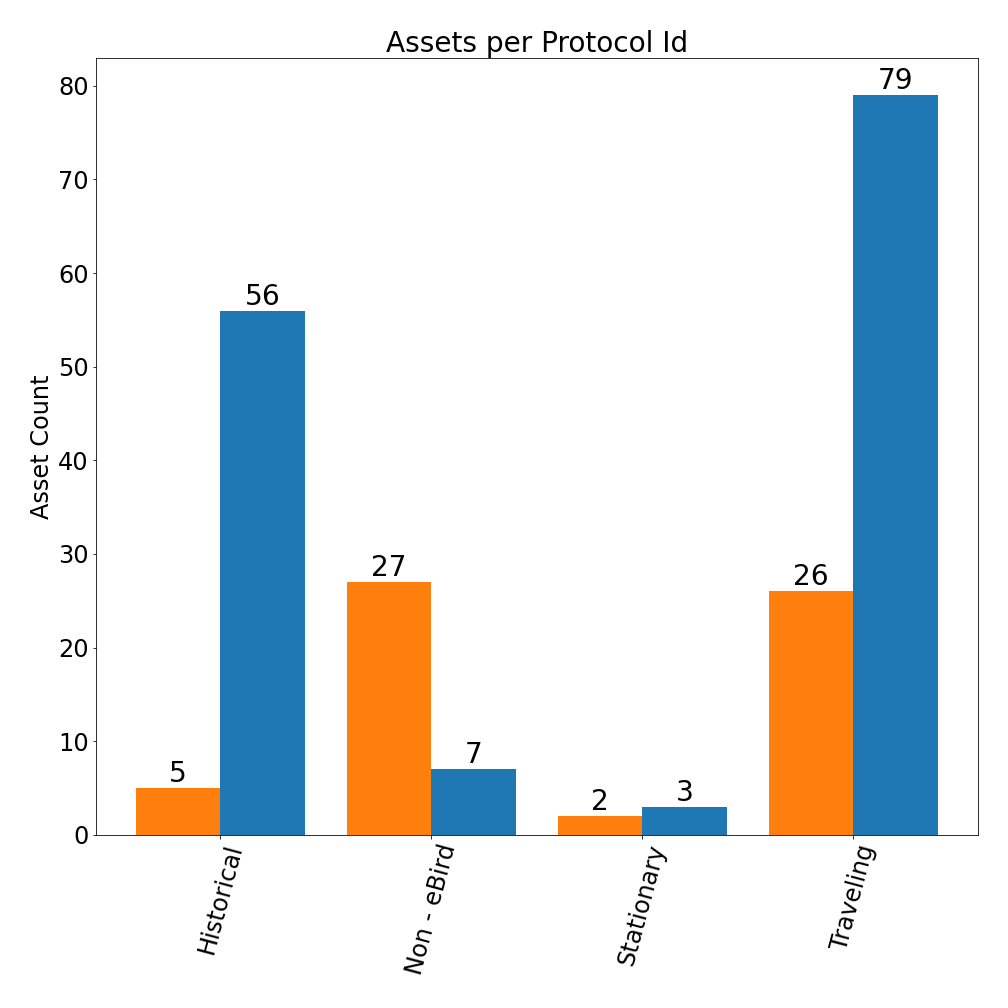 Assets per Protocol Id
Asset Count
80
70
60
50
40
30
20
10
0
5
56
27
7
2
3
26
79
Historical
Non - eBird
Stationary
Traveling